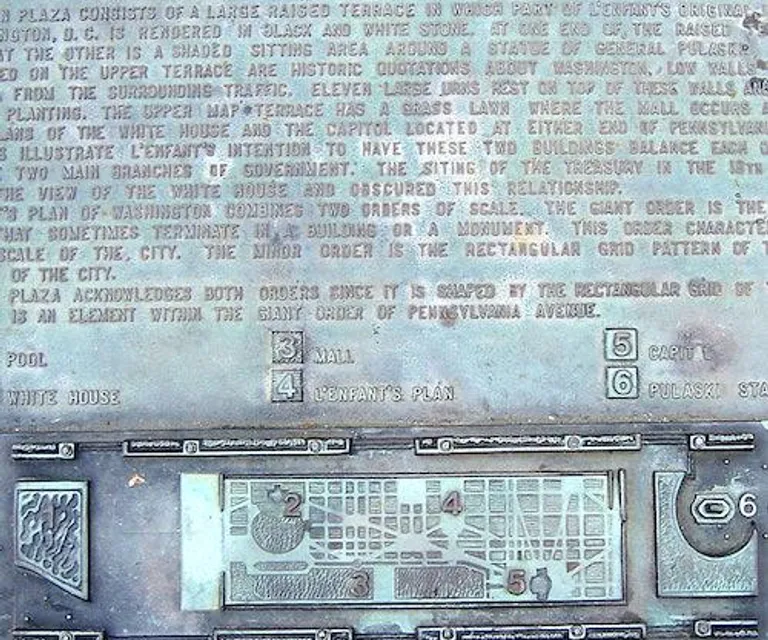 N PLAZA CONSISTS OF A LARGE RAISED TERRACE IN WHICH PART OF L'ENFANT'S ORIGINAL
NGTON, D.C. IS RENDERED IN BLACK AND WHITE STONE. AT ONE END OF THE RAISED
AT THE OTHER IS A SHADED SITTING AREA AROUND A STATUE OF GENERAL PULASKI.
ED ON THE UPPER TERRACE ARE HISTORIC QUOTATIONS ABOUT WASHINGTON. LOW WALLS
FROM THE SURROUNDING TRAFFIC. ELEVEN LARGE URNS REST ON TOP OF THESE WALLS AND
PLANTING. THE UPPER MAP TERRACE HAS A GRASS LAWN WHERE THE MALL OCCURS A
LANS OF THE WHITE HOUSE AND THE CAPITOL LOCATED AT EITHER END OF PENNSYLVANI
S ILLUSTRATE L'ENFANT'S INTENTION TO HAVE THESE TWO BUILDINGS BALANCE EACH O
TWO MAIN BRANCHES OF GOVERNMENT. THE SITING OF THE TREASURY IN THE 19TH
HE VIEW OF THE WHITE HOUSE AND OBSCURED THIS RELATIONSHIP.
'S PLAN OF WASHINGTON COMBINES TWO ORDERS OF SCALE. THE GIANT ORDER IS THE
HAT SOMETIMES TERMINATE IN A BUILDING OR A MONUMENT. THIS ORDER CHARACTE
SCALE OF THE CITY. THE MINOR ORDER IS THE RECTANGULAR GRID PATTERN OF T
OF THE CITY.
PLAZA ACKNOWLEDGES BOTH ORDERS SINCE IT IS SHAPED BY THE RECTANGULAR GRID OF T
IS AN ELEMENT WITHIN THE GIANT ORDER OF PENNSYLVANIA AVENUE.
POOL 3 MALL 5 CAPITOL
WHITE HOUSE 4 L'ENFANT'S PLAN 6 PULASKI STA
2 4 6
3 5